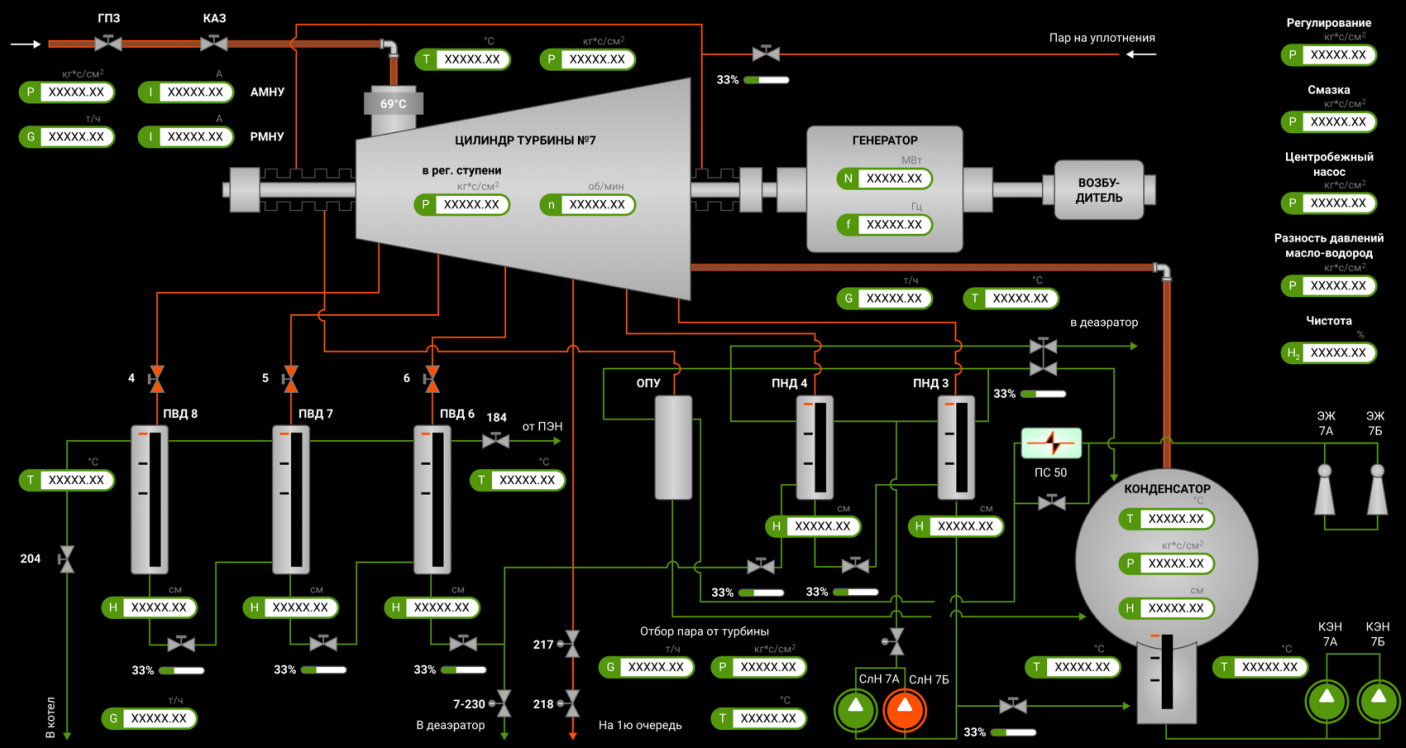 ГПЗ
КАЗ
Регулирование
Пар на уплотнения
°C
T XXXXX.XX
кг*с/см²
P XXXXX.XX
кг*с/см²
P XXXXX.XX
33%
кг*с/см²
P XXXXX.XX
А
I XXXXX.XX
АМНУ
69°C
Смазка
кг*с/см²
P XXXXX.XX
т/ч
G XXXXX.XX
А
I XXXXX.XX
РМНУ
ЦИЛИНДР ТУРБИНЫ №7
в рег. ступени
кг*с/см²
P XXXXX.XX
об/мин
n XXXXX.XX
ГЕНЕРАТОР
МВт
N XXXXX.XX
Гц
f XXXXX.XX
ВОЗБУ-
ДИТЕЛЬ
Центробежный
насос
кг*с/см²
P XXXXX.XX
Разность давлений
масло-водород
кг*с/см²
P XXXXX.XX
т/ч
G XXXXX.XX
°C
T XXXXX.XX
в деаэратор
Чистота
%
H₂ XXXXX.XX
4
5
6
ОПУ
ПНД 4
ПНД 3
33%
ПВД 8
ПВД 7
ПВД 6
184
от ПЭН
ЭЖ
7А
ЭЖ
7Б
°C
T XXXXX.XX
°C
T XXXXX.XX
ПС 50
КОНДЕНСАТОР
°C
T XXXXX.XX
кг*с/см²
P XXXXX.XX
см
H XXXXX.XX
см
H XXXXX.XX
см
H XXXXX.XX
204
33%
33%
см
H XXXXX.XX
см
H XXXXX.XX
см
H XXXXX.XX
33%
33%
33%
217
Отбор пара от турбины
т/ч
G XXXXX.XX
кг*с/см²
P XXXXX.XX
°C
T XXXXX.XX
°C
T XXXXX.XX
КЭН
7А
КЭН
7Б
СлН 7А
СлН 7Б
В котел
т/ч
G XXXXX.XX
7-230
В деаэратор
218
На 1ю очередь
°C
T XXXXX.XX
33%